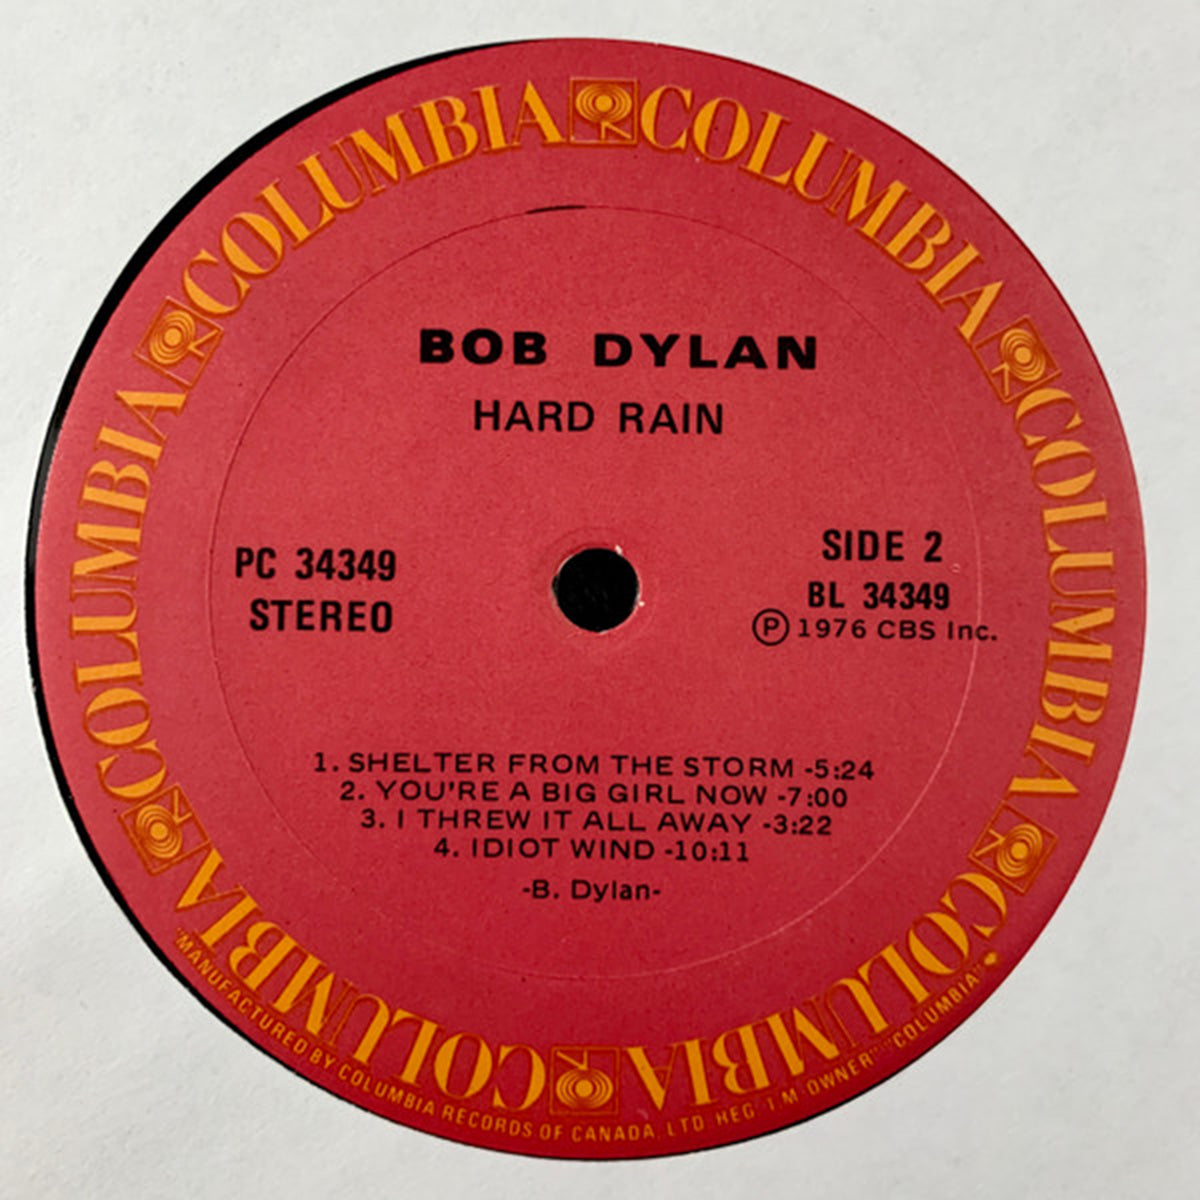 COLUMBIA COLUMBIA COLUMBIA COLUMBIA COLUMBIA COLUMBIA
BOB DYLAN
HARD RAIN
PC 34349
STEREO
SIDE 2
BL 34349
Ⓟ 1976 CBS Inc.
1. SHELTER FROM THE STORM -5:24
2. YOU'RE A BIG GIRL NOW -7:00
3. I THREW IT ALL AWAY -3:22
4. IDIOT WIND -10:11
-B. Dylan-
"MANUFACTURED BY COLUMBIA RECORDS OF CANADA, LTD REG' T.M. OWNER" "COLUMBIA"